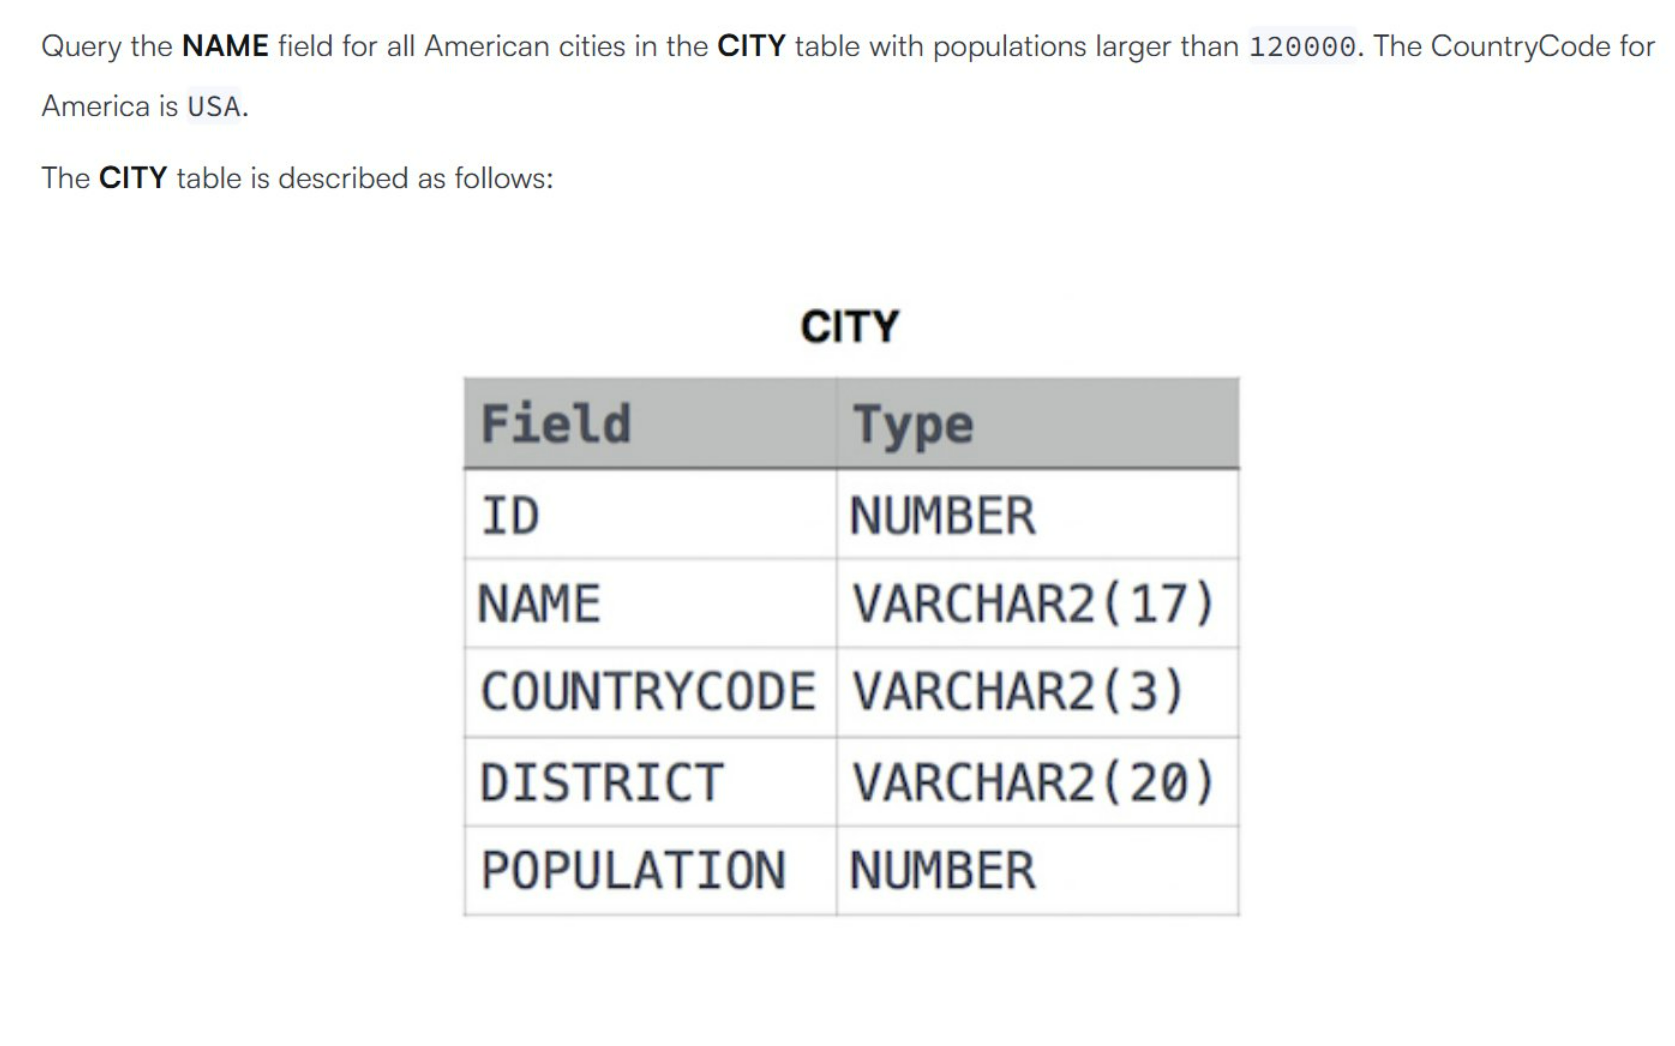 Query the NAME field for all American cities in the CITY table with populations larger than 120000. The CountryCode for
America is USA.
The CITY table is described as follows:
CITY
Field Type
ID NUMBER
NAME VARCHAR2(17)
COUNTRYCODE VARCHAR2(3)
DISTRICT VARCHAR2(20)
POPULATION NUMBER